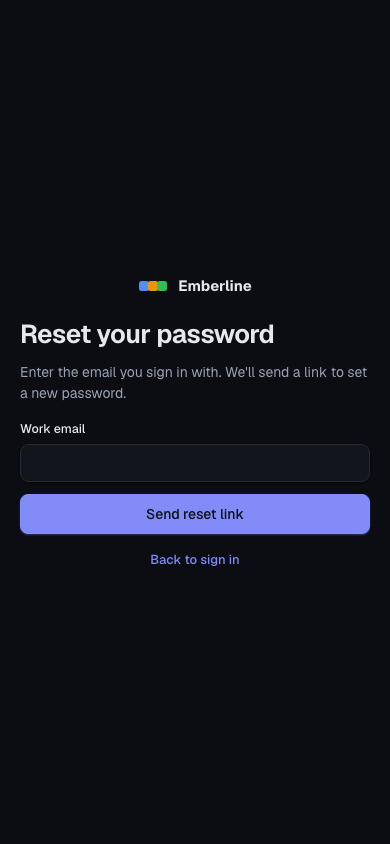 Emberline
Reset your password
Enter the email you sign in with. We'll send a link to set
a new password.
Work email
Send reset link
Back to sign in